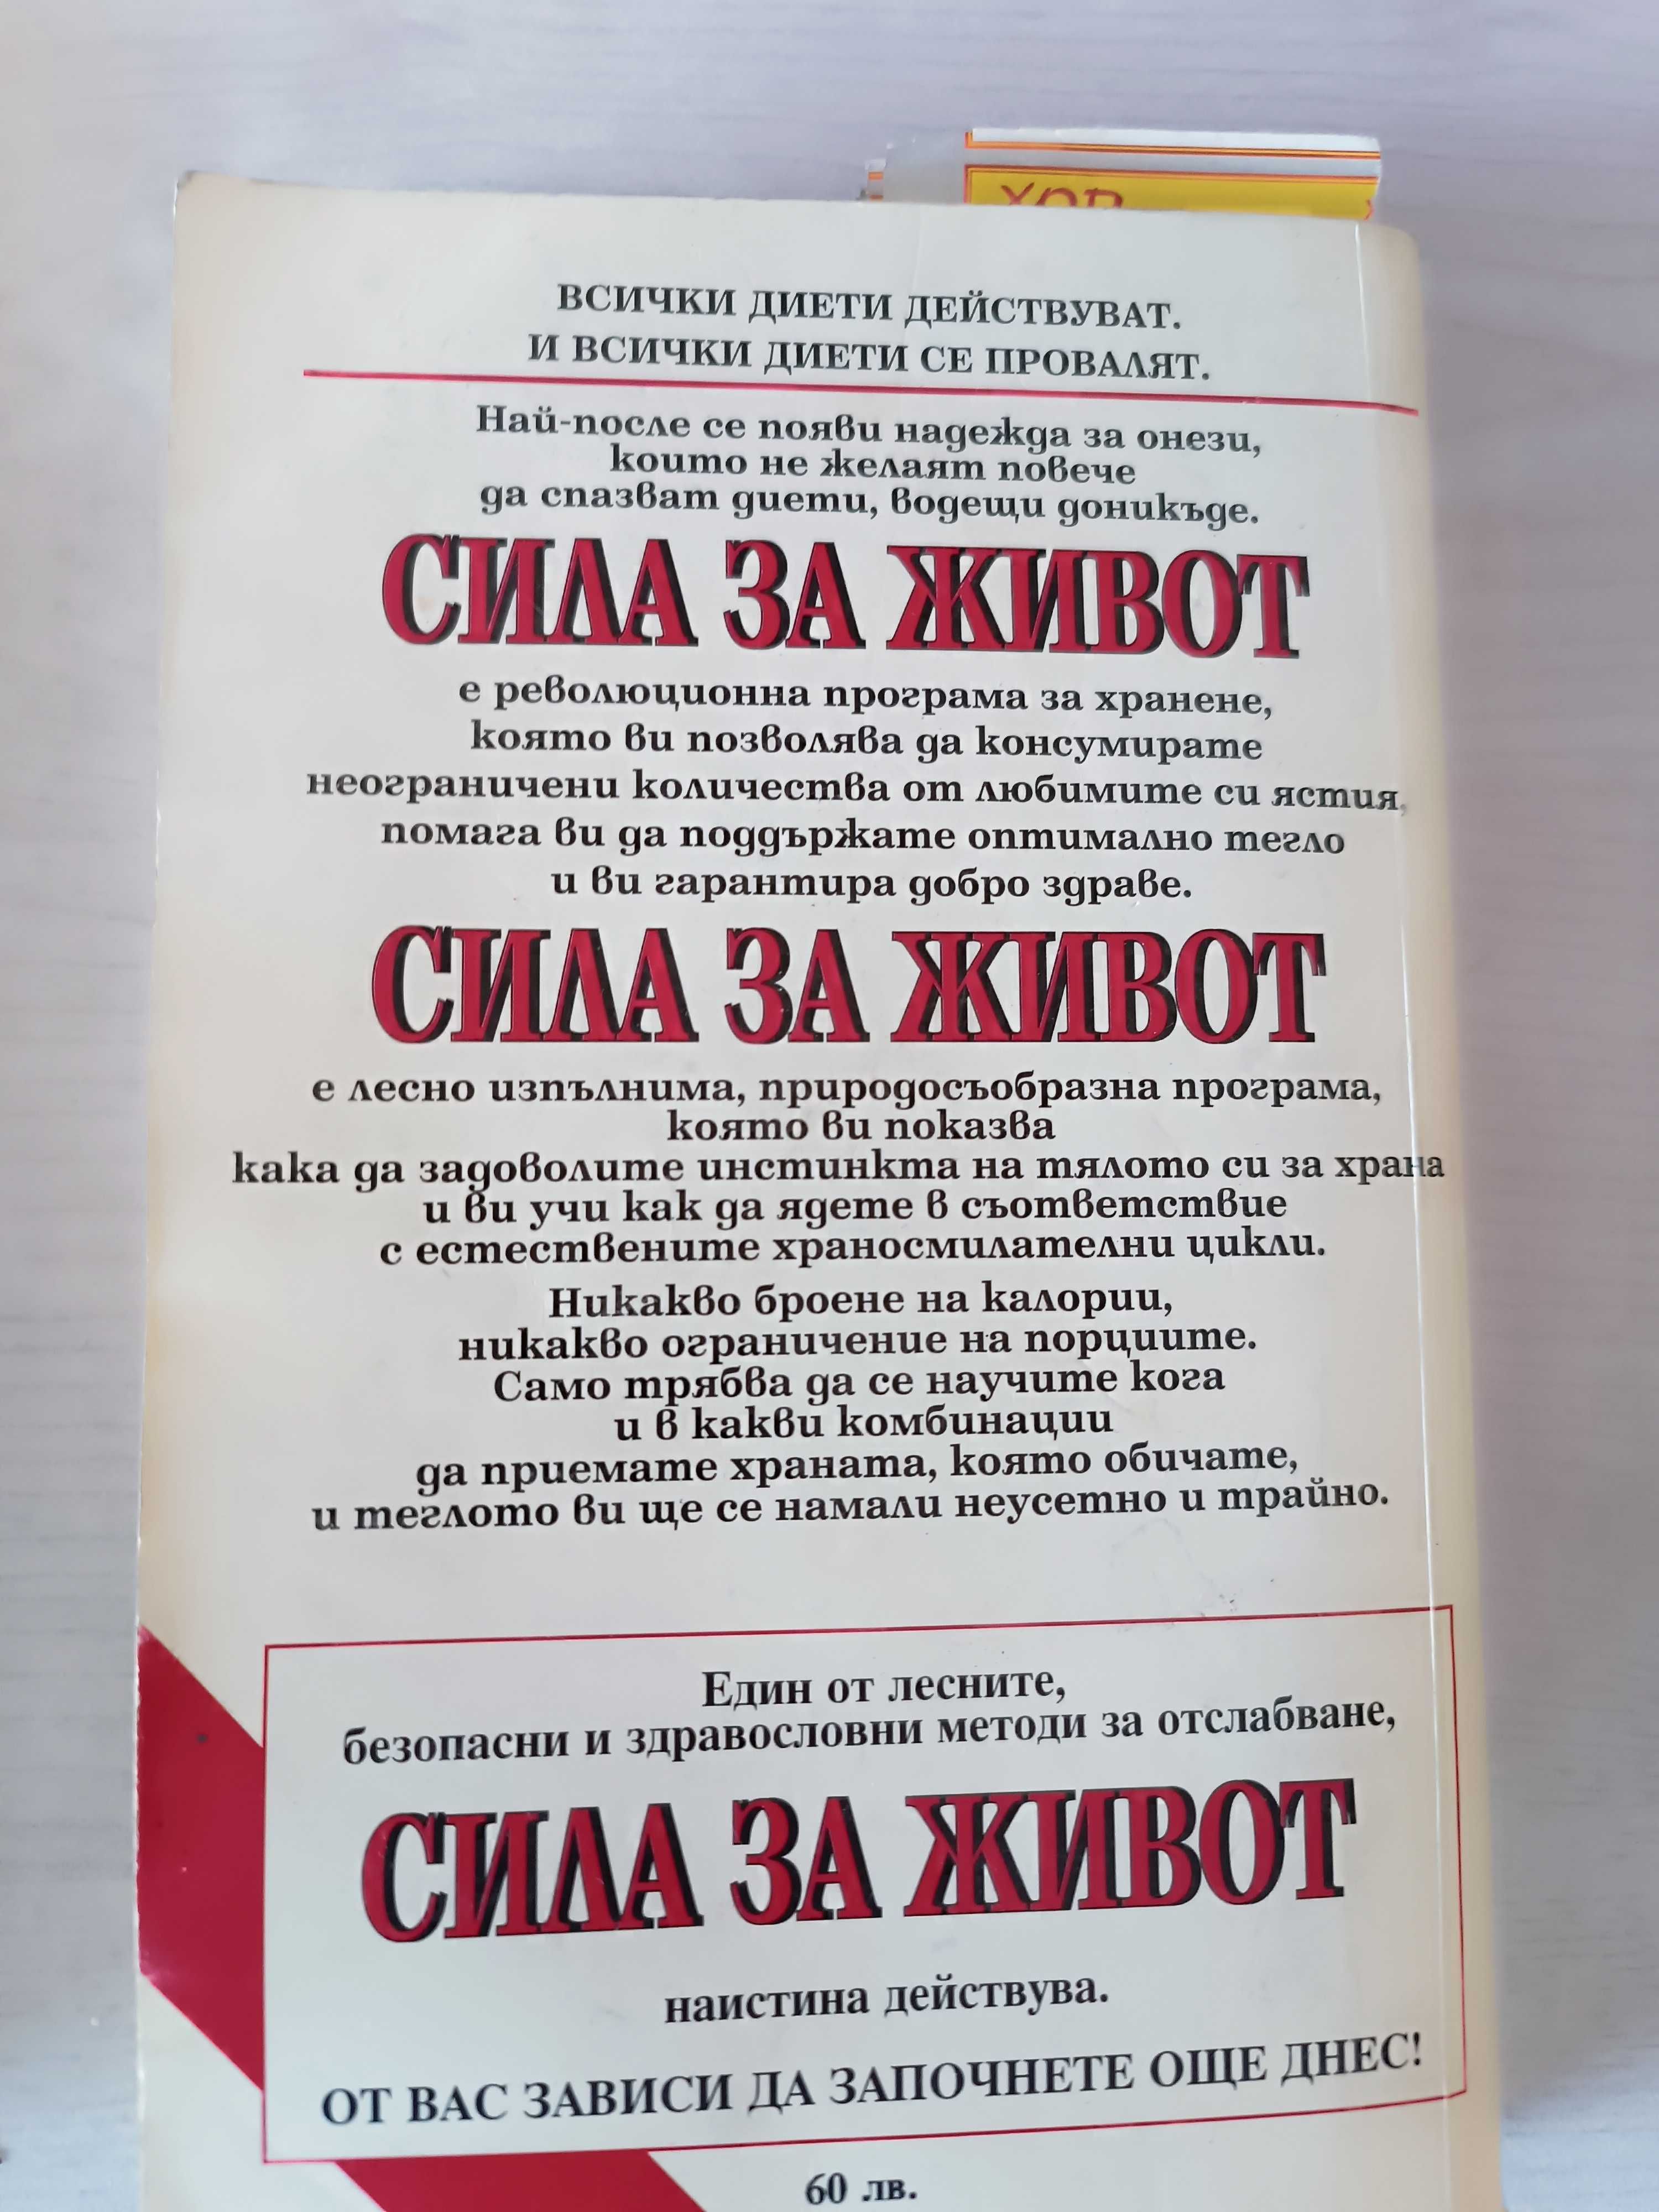 ХОР
ВСИЧКИ ДИЕТИ ДЕЙСТВУВАТ.
И ВСИЧКИ ДИЕТИ СЕ ПРОВАЛЯТ.
Най-после се появи надежда за онези,
които не желаят повече
да спазват диети, водещи доникъде.
СИЛА ЗА ЖИВОТ
е революционна програма за хранене,
която ви позволява да консумирате
неограничени количества от любимите си ястия,
помага ви да поддържате оптимално тегло
и ви гарантира добро здраве.
СИЛА ЗА ЖИВОТ
е лесно изпълнима, природосъобразна програма,
която ви показва
кака да задоволите инстинкта на тялото си за храна
и ви учи как да ядете в съответствие
с естествените храносмилателни цикли.
Никакво броене на калории,
никакво ограничение на порциите.
Само трябва да се научите кога
и в какви комбинации
да приемате храната, която обичате,
и теглото ви ще се намали неусетно и трайно.
Един от лесните,
безопасни и здравословни методи за отслабване,
СИЛА ЗА ЖИВОТ
наистина действува.
ОТ ВАС ЗАВИСИ ДА ЗАПОЧНЕТЕ ОЩЕ ДНЕС!
60 лв.